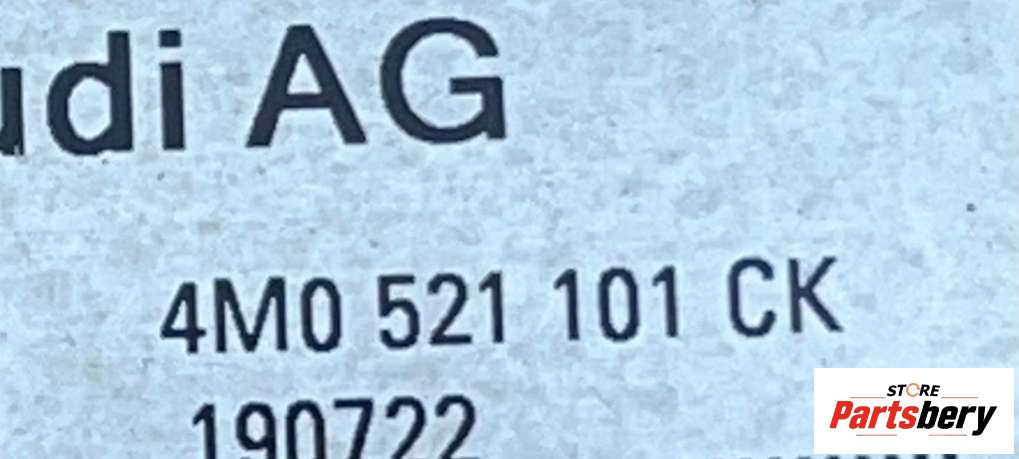 udi AG
4M0 521 101 CK
190722
STORE
Partsbery